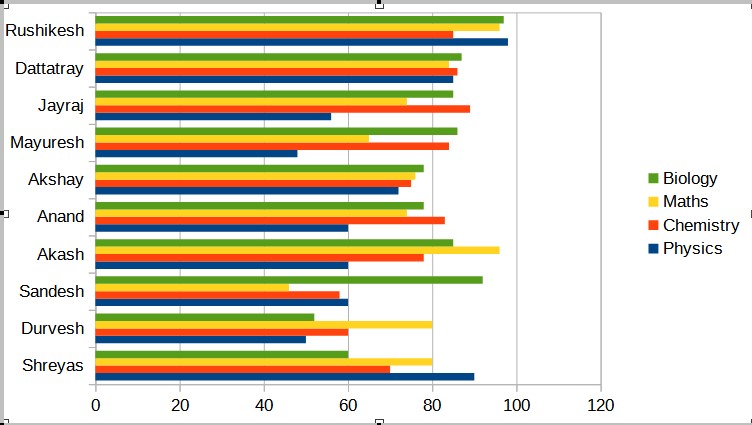 Rushikesh
Dattatray
Jayraj
Mayuresh
Akshay
Anand
Akash
Sandesh
Durvesh
Shreyas
0 20 40 60 80 100 120
Biology
Maths
Chemistry
Physics